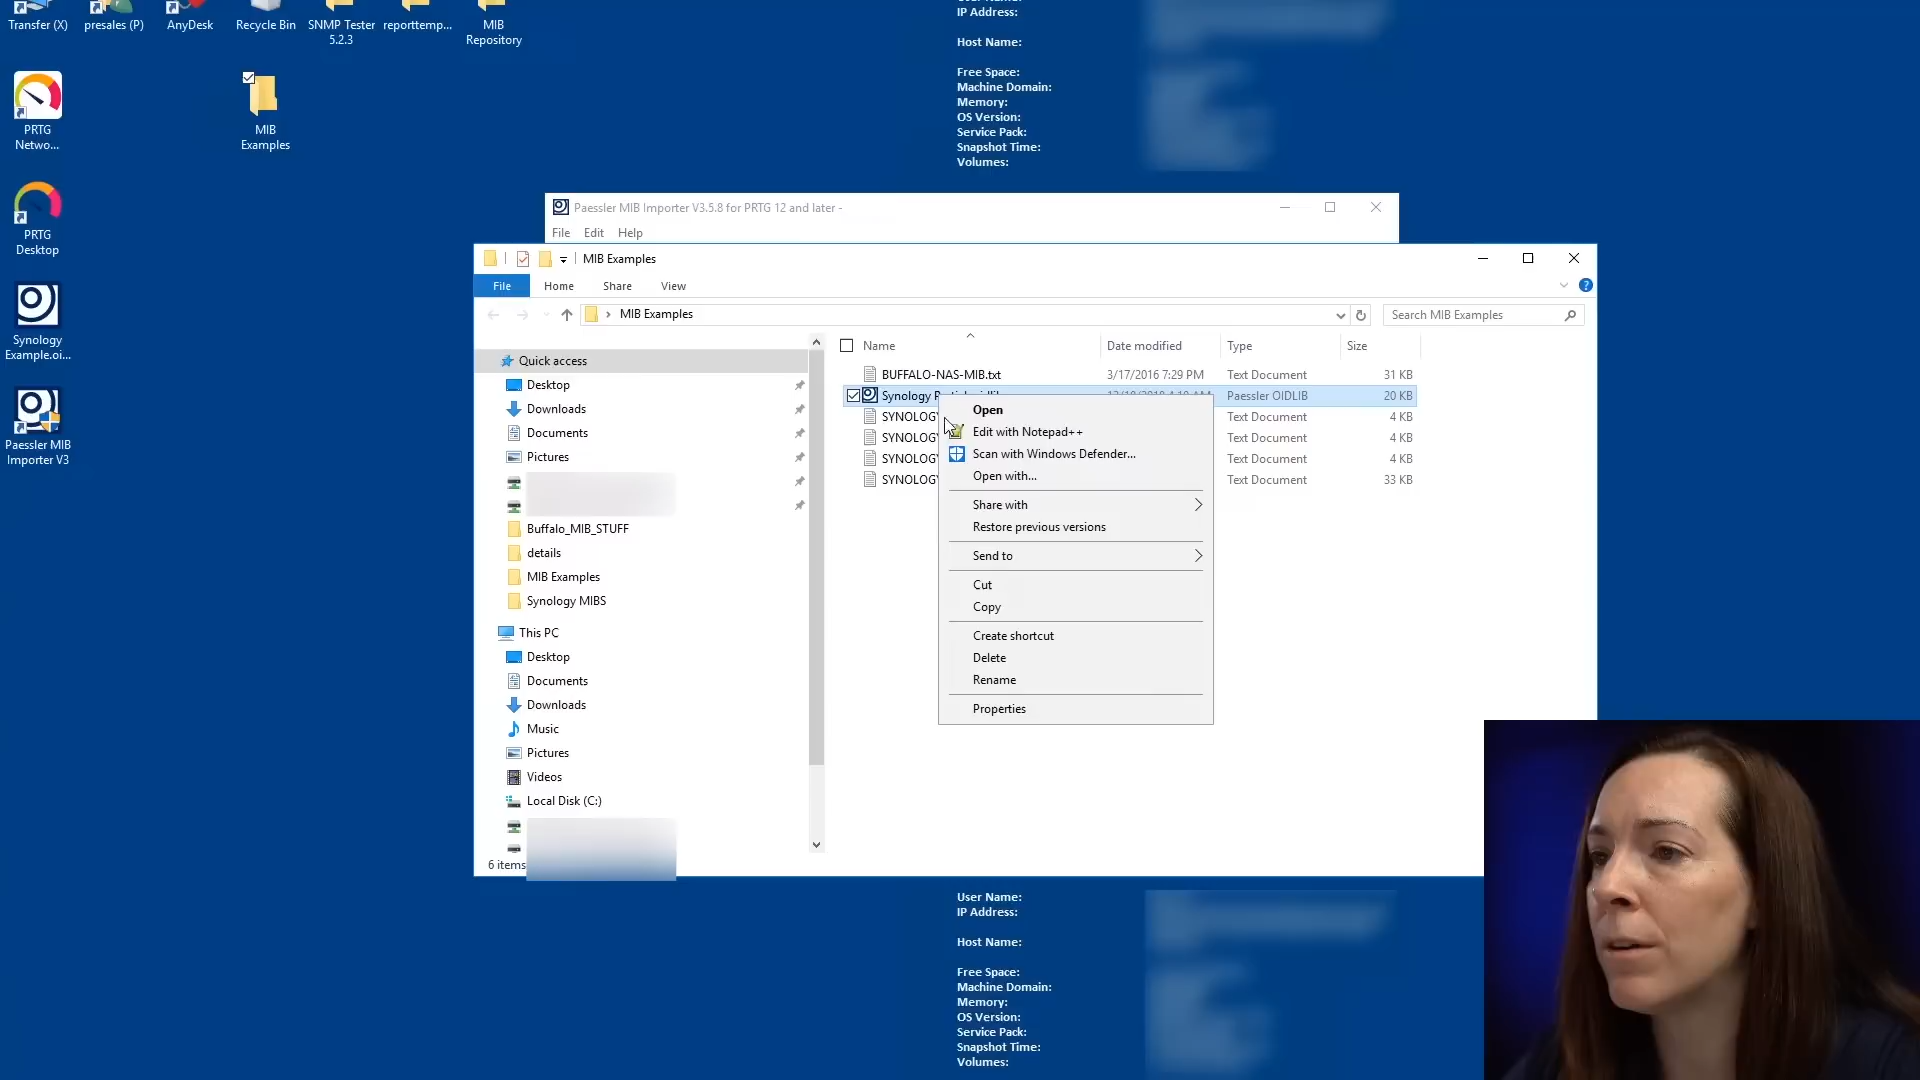 Transfer (X)
presales (P)
AnyDesk
Recycle Bin
SNMP Tester
5.2.3
reporttemp...
MIB
Repository
PRTG
Netwo...
MIB
Examples
PRTG
Desktop
Synology
Example.oi...
Paessler MIB
Importer V3
IP Address:
Host Name:
Free Space:
Machine Domain:
Memory:
OS Version:
Service Pack:
Snapshot Time:
Volumes:
Paessler MIB Importer V3.5.8 for PRTG 12 and later -
File Edit Help
MIB Examples
File Home Share View
MIB Examples
Search MIB Examples
Quick access
Desktop
Downloads
Documents
Pictures
Buffalo_MIB_STUFF
details
MIB Examples
Synology MIBS
This PC
Desktop
Documents
Downloads
Music
Pictures
Videos
Local Disk (C:)
6 items
Name Date modified Type Size
BUFFALO-NAS-MIB.txt 3/17/2016 7:29 PM Text Document 31 KB
Synology Paessler OIDLIB 20 KB
SYNOLOGY Text Document 4 KB
SYNOLOGY Text Document 4 KB
SYNOLOGY Text Document 4 KB
SYNOLOGY Text Document 33 KB
Open
Edit with Notepad++
Scan with Windows Defender...
Open with...
Share with
Restore previous versions
Send to
Cut
Copy
Create shortcut
Delete
Rename
Properties
User Name:
IP Address:
Host Name:
Free Space:
Machine Domain:
Memory:
OS Version:
Service Pack:
Snapshot Time:
Volumes: